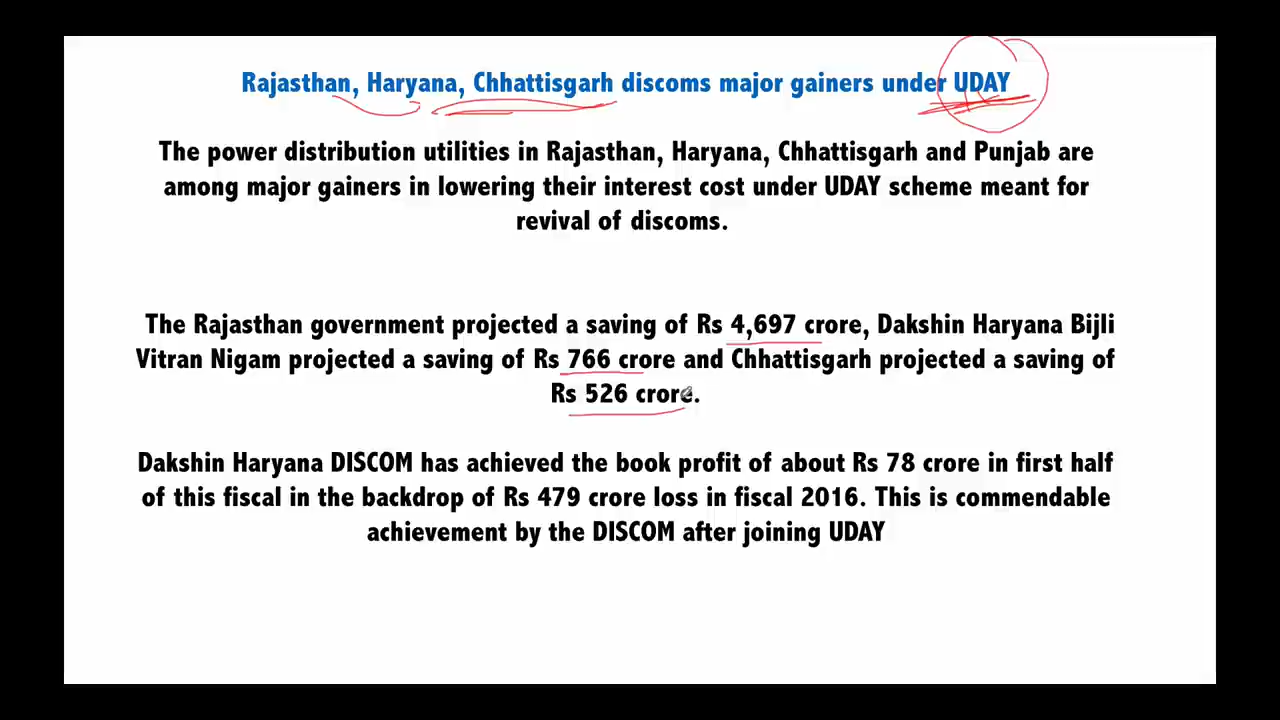 Rajasthan, Haryana, Chhattisgarh discoms major gainers under UDAY
The power distribution utilities in Rajasthan, Haryana, Chhattisgarh and Punjab are
among major gainers in lowering their interest cost under UDAY scheme meant for
revival of discoms.
The Rajasthan government projected a saving of Rs 4,697 crore, Dakshin Haryana Bijli
Vitran Nigam projected a saving of Rs 766 crore and Chhattisgarh projected a saving of
Rs 526 crore.
Dakshin Haryana DISCOM has achieved the book profit of about Rs 78 crore in first half
of this fiscal in the backdrop of Rs 479 crore loss in fiscal 2016. This is commendable
achievement by the DISCOM after joining UDAY